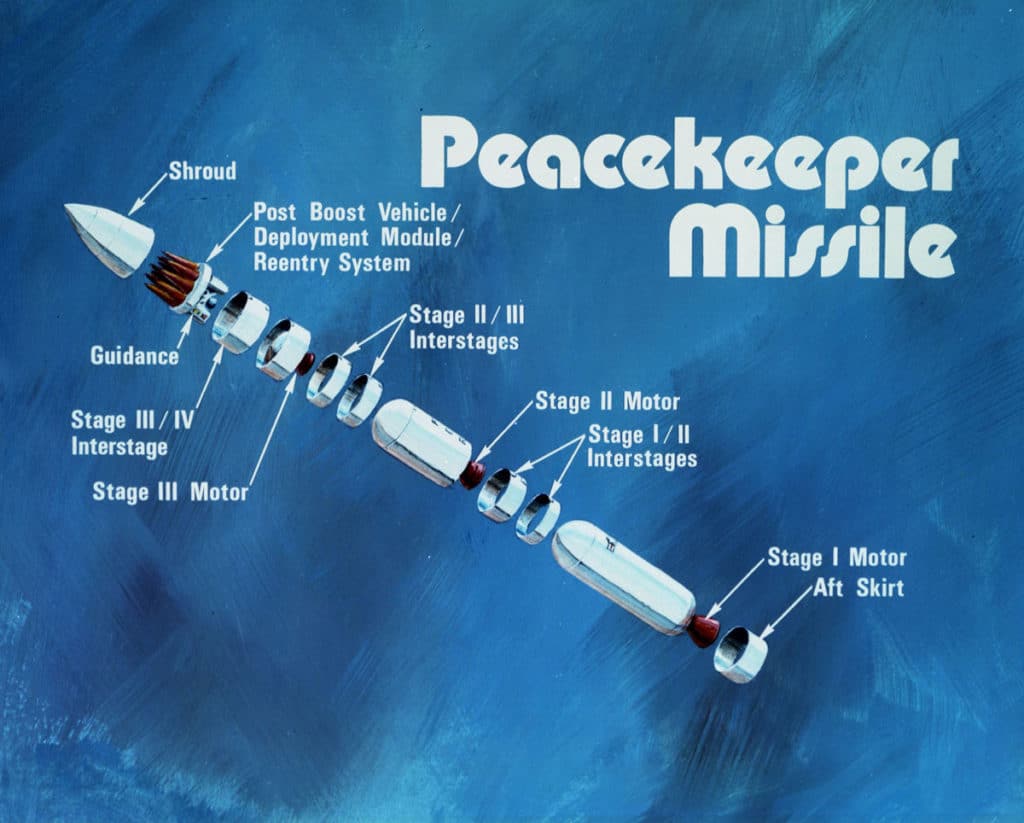 Peacekeeper
Missile
Shroud
Post Boost Vehicle/
Deployment Module/
Reentry System
Guidance
Stage II/III
Interstages
Stage III/IV
Interstage
Stage III Motor
Stage II Motor
Stage I/II
Interstages
Stage I Motor
Aft Skirt